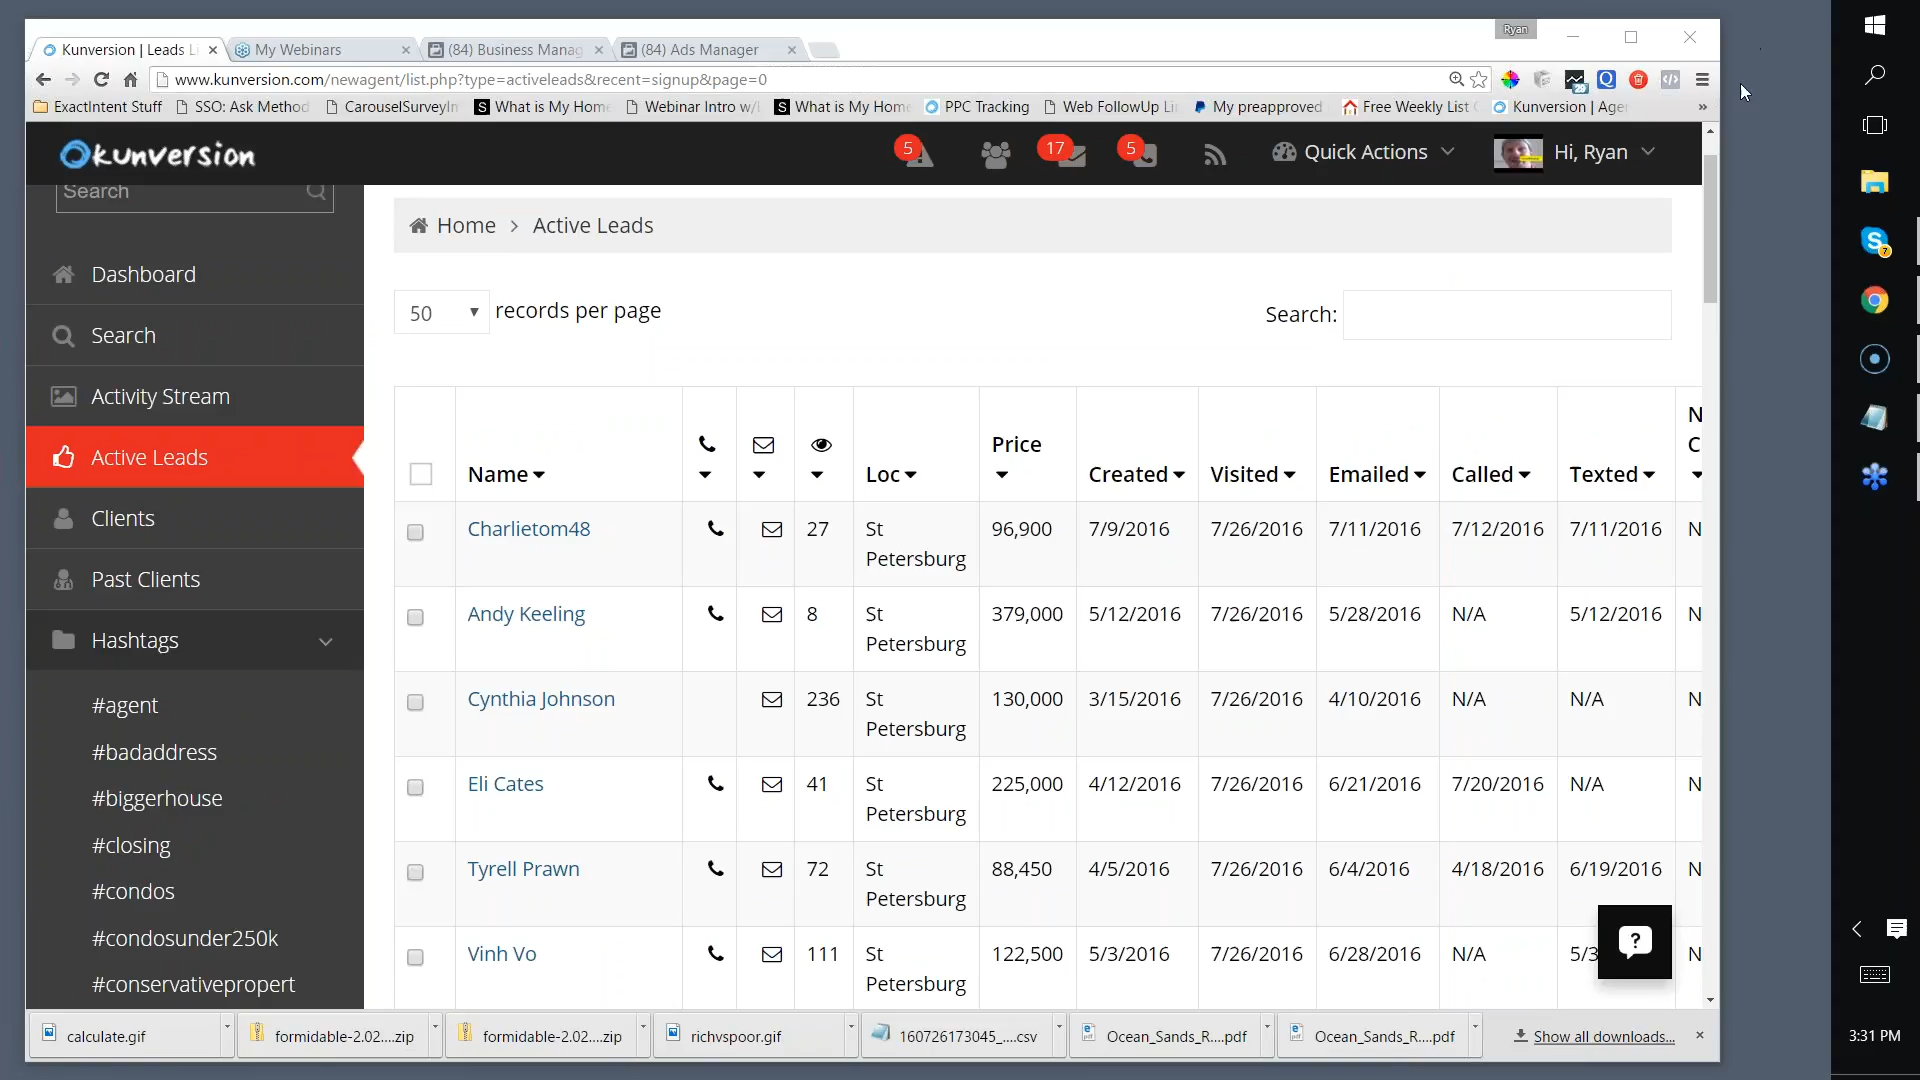 Ryan
Kunversion | Leads Li
My Webinars
(84) Business Manag
(84) Ads Manager
www.kunversion.com/newagent/list.php?type=activeleads&recent=signup&page=0
ExactIntent Stuff
SSO: Ask Method
CarouselSurveyIn
What is My Home
Webinar Intro w/
What is My Home
PPC Tracking
Web FollowUp Li
My preapproved
Free Weekly List
Kunversion | Age
»
kunversion
5
17
5
Quick Actions
Hi, Ryan
Search
Home > Active Leads
Dashboard
Search
Activity Stream
Active Leads
Clients
Past Clients
Hashtags
#agent
#badaddress
#biggerhouse
#closing
#condos
#condosunder250k
#conservativepropert
50 records per page
Search:
Name Loc Price Created Visited Emailed Called Texted N
C
Charlietom48 27 St Petersburg 96,900 7/9/2016 7/26/2016 7/11/2016 7/12/2016 7/11/2016 N
Andy Keeling 8 St Petersburg 379,000 5/12/2016 7/26/2016 5/28/2016 N/A 5/12/2016 N
Cynthia Johnson 236 St Petersburg 130,000 3/15/2016 7/26/2016 4/10/2016 N/A N/A N
Eli Cates 41 St Petersburg 225,000 4/12/2016 7/26/2016 6/21/2016 7/20/2016 N/A N
Tyrell Prawn 72 St Petersburg 88,450 4/5/2016 7/26/2016 6/4/2016 4/18/2016 6/19/2016 N
Vinh Vo 111 St Petersburg 122,500 5/3/2016 7/26/2016 6/28/2016 N/A 5/3 N
calculate.gif
formidable-2.02....zip
formidable-2.02....zip
richvspoor.gif
160726173045_....csv
Ocean_Sands_R....pdf
Ocean_Sands_R....pdf
Show all downloads...
3:31 PM